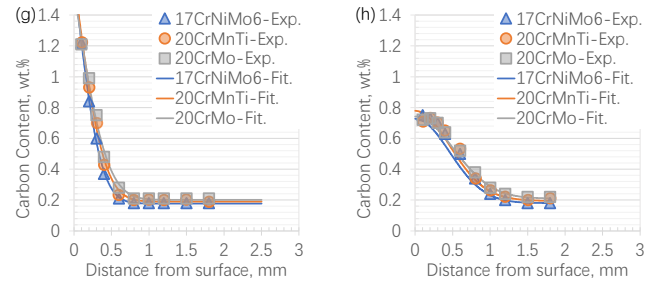 (g)
1.4
1.2
1
0.8
0.6
0.4
0.2
0
Carbon Content, wt.%
0 0.5 1 1.5 2 2.5 3
Distance from surface, mm
17CrNiMo6-Exp.
20CrMnTi-Exp.
20CrMo-Exp.
17CrNiMo6-Fit.
20CrMnTi-Fit.
20CrMo-Fit.
(h)
1.4
1.2
1
0.8
0.6
0.4
0.2
0
Carbon Content, wt.%
0 0.5 1 1.5 2 2.5 3
Distance from surface, mm
17CrNiMo6-Exp.
20CrMnTi-Exp.
20CrMo-Exp.
17CrNiMo6-Fit.
20CrMnTi-Fit.
20CrMo-Fit.